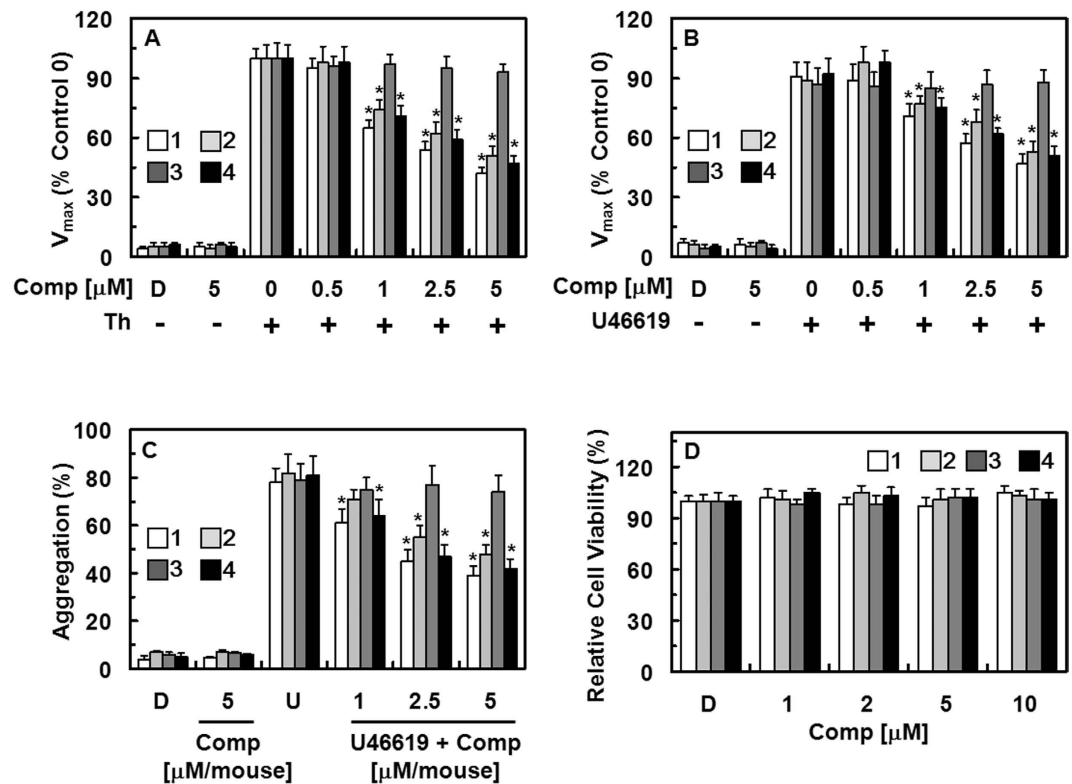 A
Vmax (% Control 0)
120
90
60
30
0
1 2
3 4
* * * * * * * * *
Comp [μM] D 5 0 0.5 1 2.5 5
Th - - + + + + +
B
Vmax (% Control 0)
120
90
60
30
0
1 2
3 4
* * * * * * * * *
Comp [μM] D 5 0 0.5 1 2.5 5
U46619 - - + + + + +
C
Aggregation (%)
100
80
60
40
20
0
1 2
3 4
* * * * * * * *
D 5 U 1 2.5 5
Comp
[μM/mouse]
U46619 + Comp
[μM/mouse]
D
Relative Cell Viability (%)
120
90
60
30
0
1 2 3 4
D 1 2 5 10
Comp [μM]